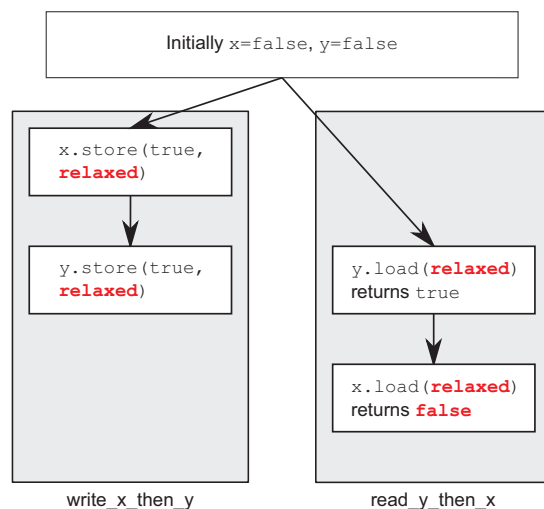 Initially x=false, y=false
x.store(true,
relaxed)
y.store(true,
relaxed)
write_x_then_y
y.load(relaxed)
returns true
x.load(relaxed)
returns false
read_y_then_x